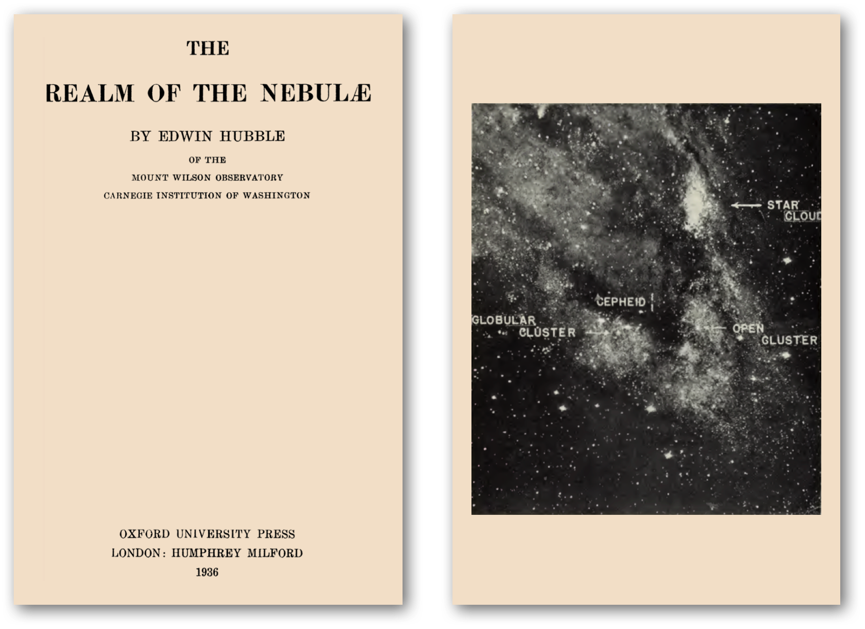 THE
REALM OF THE NEBULÆ
BY EDWIN HUBBLE
OF THE
MOUNT WILSON OBSERVATORY
CARNEGIE INSTITUTION OF WASHINGTON
OXFORD UNIVERSITY PRESS
LONDON: HUMPHREY MILFORD
1936
STAR
CLOUD
CEPHEID
GLOBULAR
CLUSTER
OPEN
CLUSTER